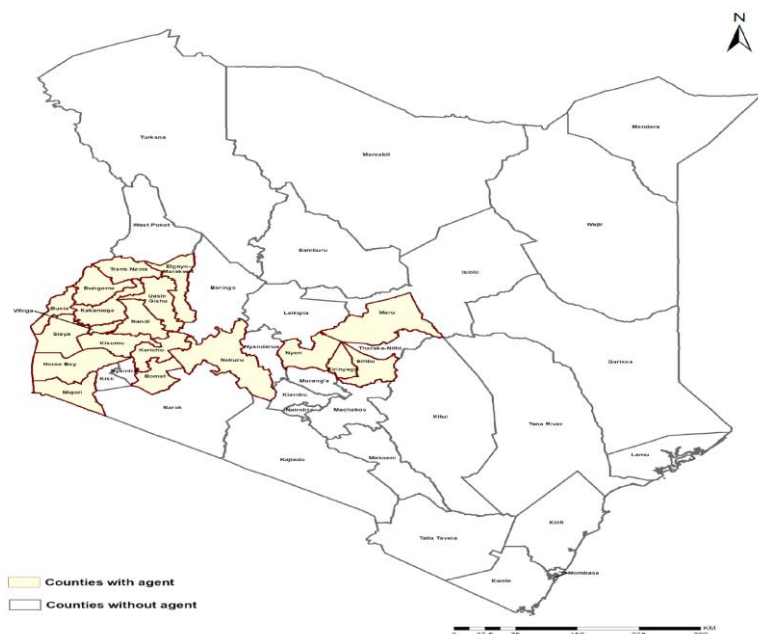 N
Turkana
Mandera
Marsabit
Wajir
West Pokot
Samburu
Isiolo
Trans Nzoia
Elgeyo-
Marakwet
Baringo
Bungoma
Uasin
Gishu
Laikipia
Meru
Vihiga
Busia
Kakamega
Nandi
Siaya
Kisumu
Nyandarua
Tharaka-Nithi
Kericho
Nyeri
Embu
Garissa
Homa Bay
Nakuru
Kirinyaga
Kisii
Bomet
Murang'a
Migori
Kiambu
Narok
Nairobi
Machakos
Kitui
Tana River
Lamu
Kajiado
Makueni
Kilifi
Taita Taveta
Mombasa
Kwale
Counties with agent
Counties without agent
KM